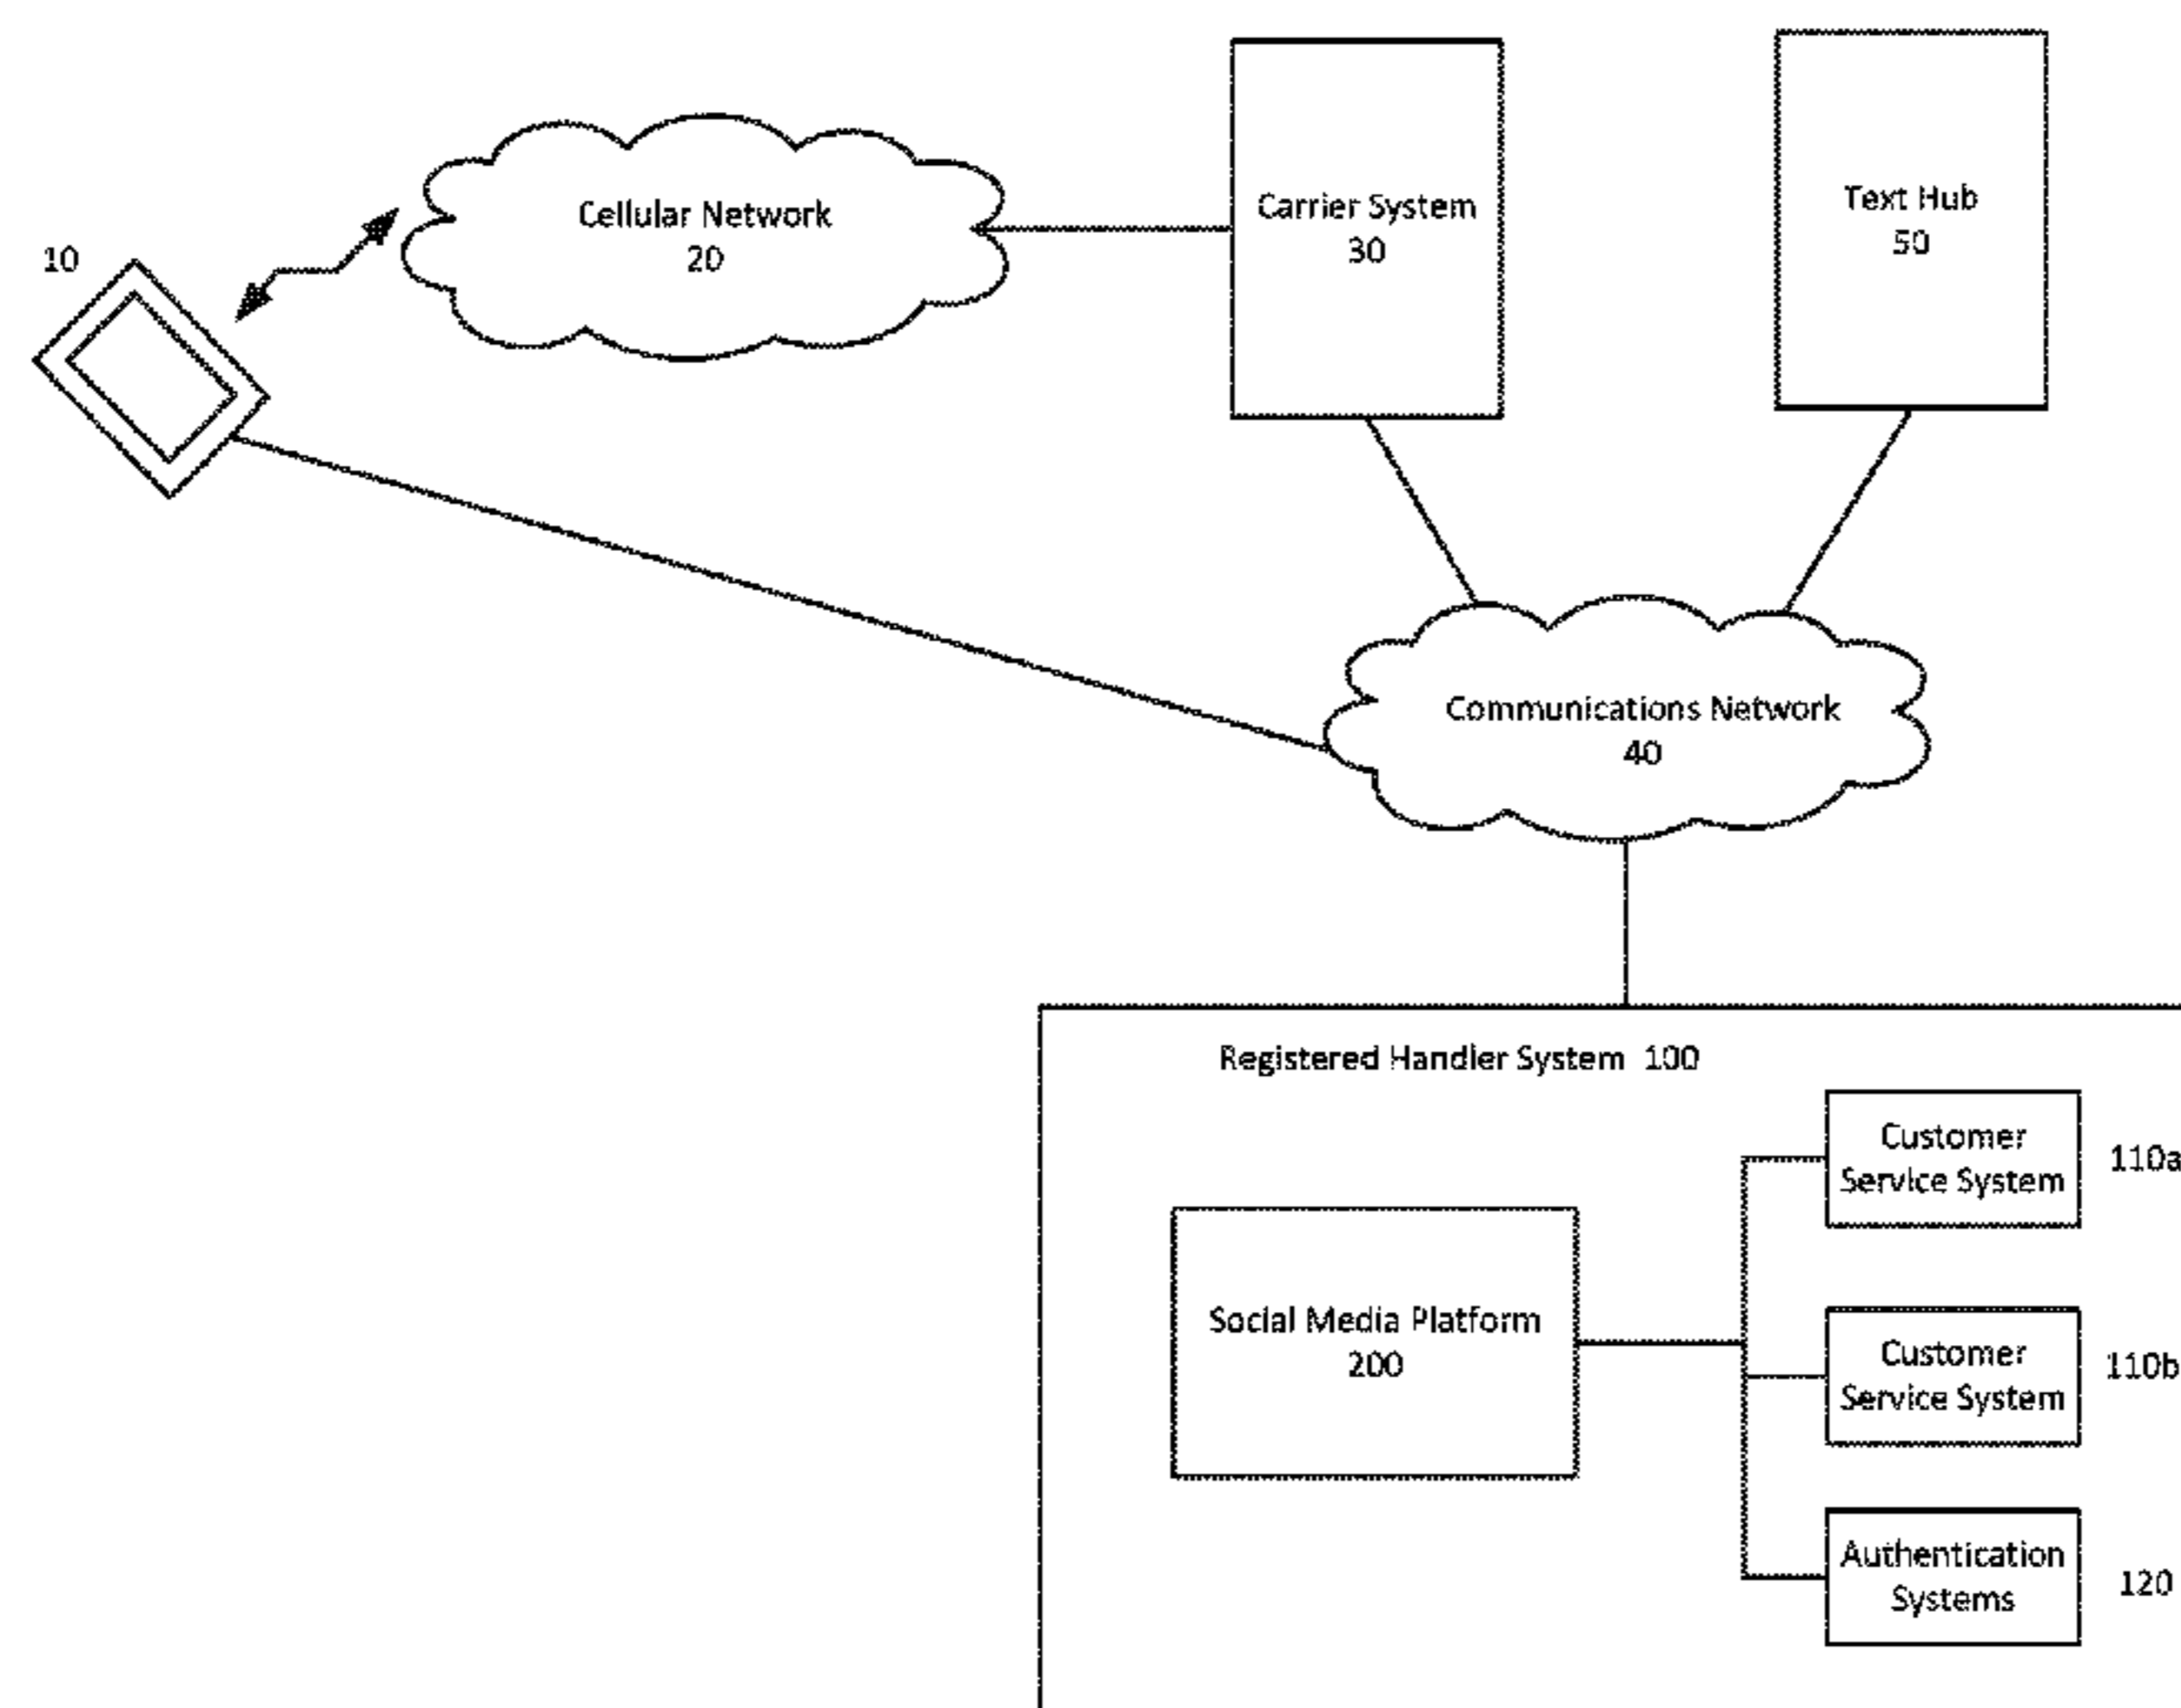 10
Cellular Network
20
Carrier System
30
Text Hub
50
Communications Network
40
Registered Handler System 100
Customer
Service System
110a
Social Media Platform
200
Customer
Service System
110b
Authentication
Systems
120